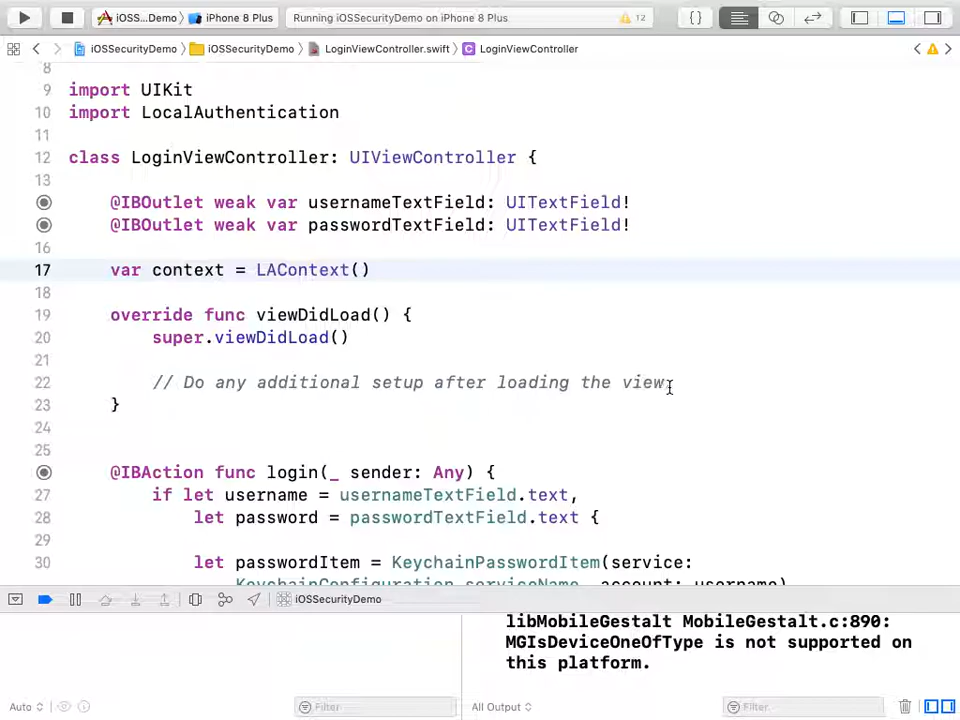 iOSS...Demo iPhone 8 Plus Running iOSSecurityDemo on iPhone 8 Plus 12
iOSSecurityDemo iOSSecurityDemo LoginViewController.swift C LoginViewController
8
9 import UIKit
10 import LocalAuthentication
11
12 class LoginViewController: UIViewController {
13
@IBOutlet weak var usernameTextField: UITextField!
@IBOutlet weak var passwordTextField: UITextField!
16
17 var context = LAContext()
18
19 override func viewDidLoad() {
20 super.viewDidLoad()
21
22 // Do any additional setup after loading the view.
23 }
24
25
@IBAction func login(_ sender: Any) {
27 if let username = usernameTextField.text,
28 let password = passwordTextField.text {
29
30 let passwordItem = KeychainPasswordItem(service:
KeychainConfiguration.serviceName, account: username)
iOSSecurityDemo
libMobileGestalt MobileGestalt.c:890:
MGIsDeviceOneOfType is not supported on
this platform.
Auto Filter All Output Filter